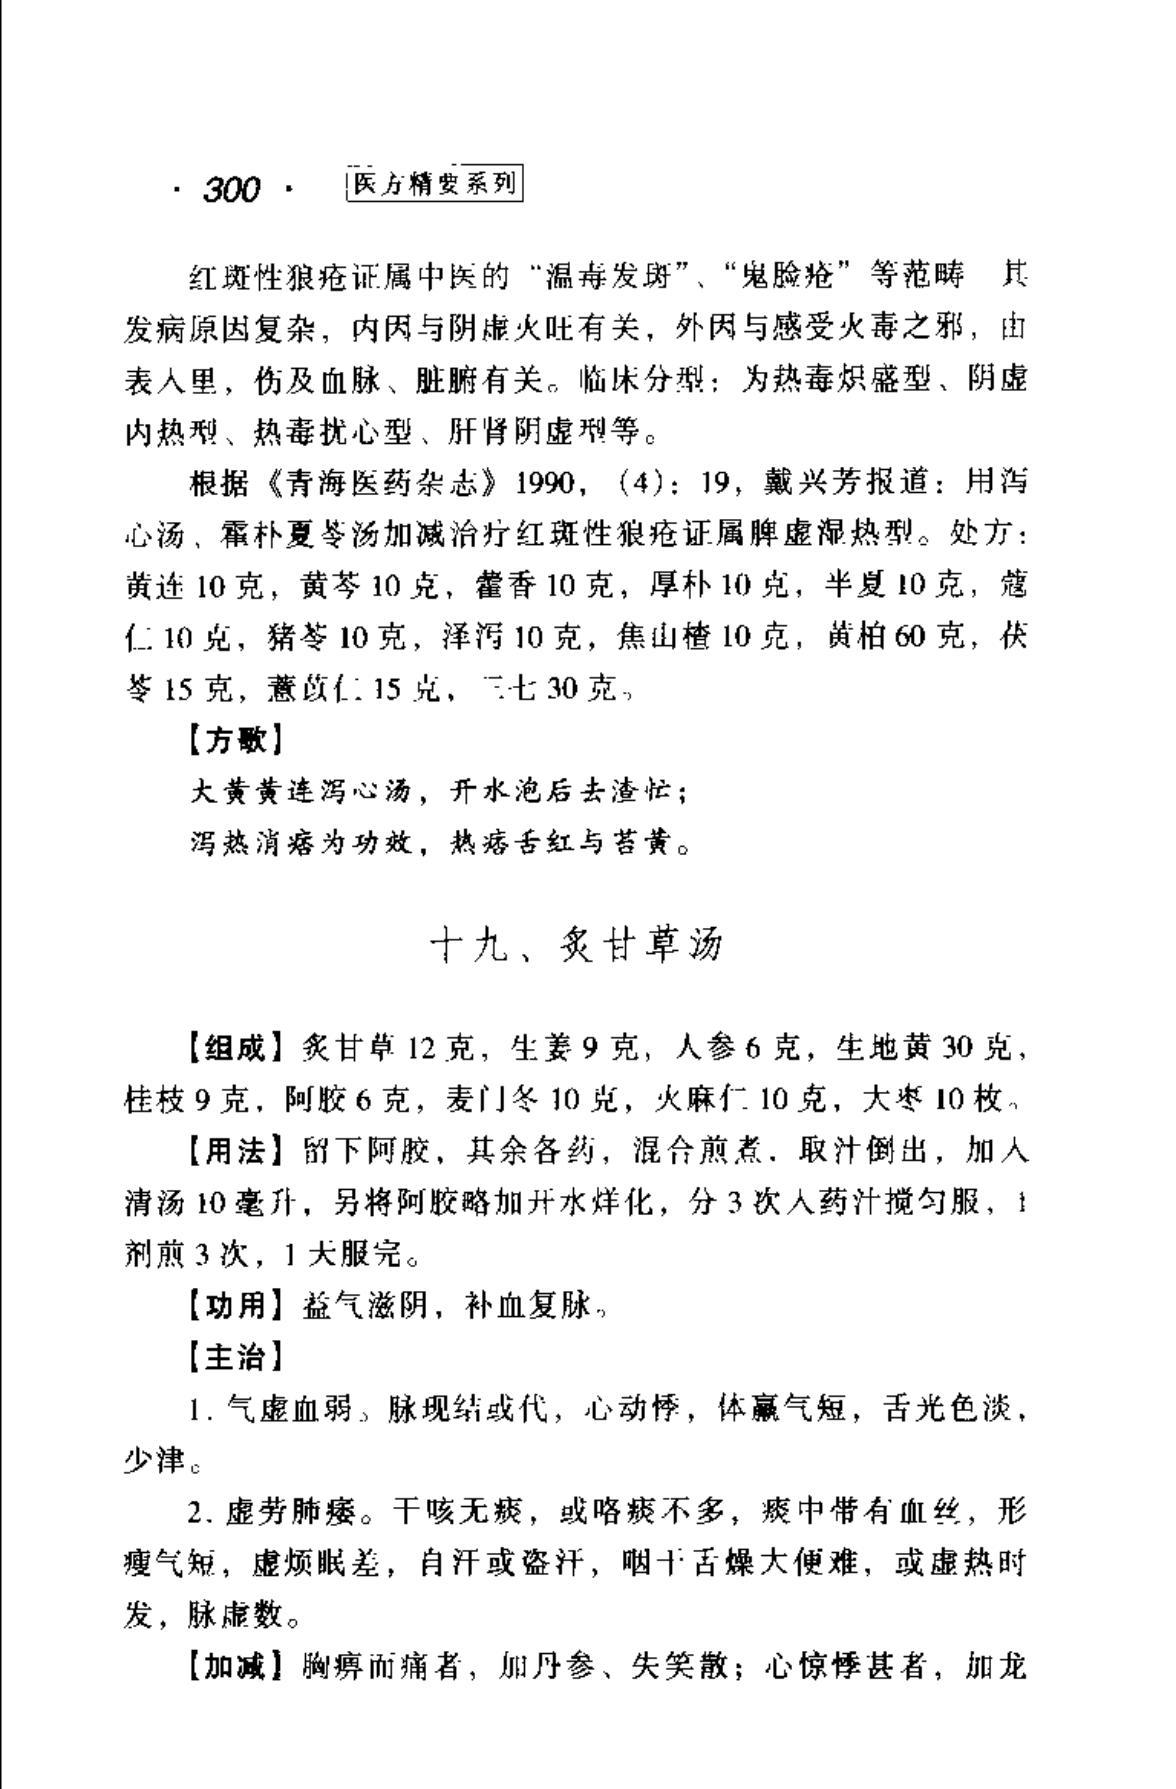 · 300 · 医方精要系列
红斑性狼疮证属中医的“温毒发斑”、“鬼脸疮”等范畴 其
发病原因复杂，内因与阴虚火旺有关，外因与感受火毒之邪，由
表入里，伤及血脉、脏腑有关。临床分型：为热毒炽盛型、阴虚
内热型、热毒扰心型、肝肾阴虚型等。
根据《青海医药杂志》1990，（4）：19，戴兴芳报道：用泻
心汤、霍朴夏苓汤加减治疗红斑性狼疮证属脾虚湿热型。处方：
黄连 10 克，黄芩 10 克，藿香 10 克，厚朴 10 克，半夏 10 克，蔻
仁 10 克，猪苓 10 克，泽泻 10 克，焦山楂 10 克，黄柏 60 克，茯
苓 15 克，薏苡仁 15 克，三七 30 克。
【方歌】
大黄黄连泻心汤，开水泡后去渣忙；
泻热消痞为功效，热痞舌红与苔黄。
十九、炙甘草汤
【组成】炙甘草 12 克，生姜 9 克，人参 6 克，生地黄 30 克，
桂枝 9 克，阿胶 6 克，麦门冬 10 克，火麻仁 10 克，大枣 10 枚。
【用法】留下阿胶，其余各药，混合煎煮．取汁倒出，加入
清汤 10 毫升，另将阿胶略加开水烊化，分 3 次入药汁搅匀服，1
剂煎 3 次，1 天服完。
【功用】益气滋阴，补血复脉。
【主治】
1. 气虚血弱。脉现结或代，心动悸，体羸气短，舌光色淡，
少津。
2. 虚劳肺痿。干咳无痰，或咯痰不多，痰中带有血丝，形
瘦气短，虚烦眠差，自汗或盗汗，咽干舌燥大便难，或虚热时
发，脉虚数。
【加减】胸痹而痛者，加丹参、失笑散；心惊悸甚者，加龙